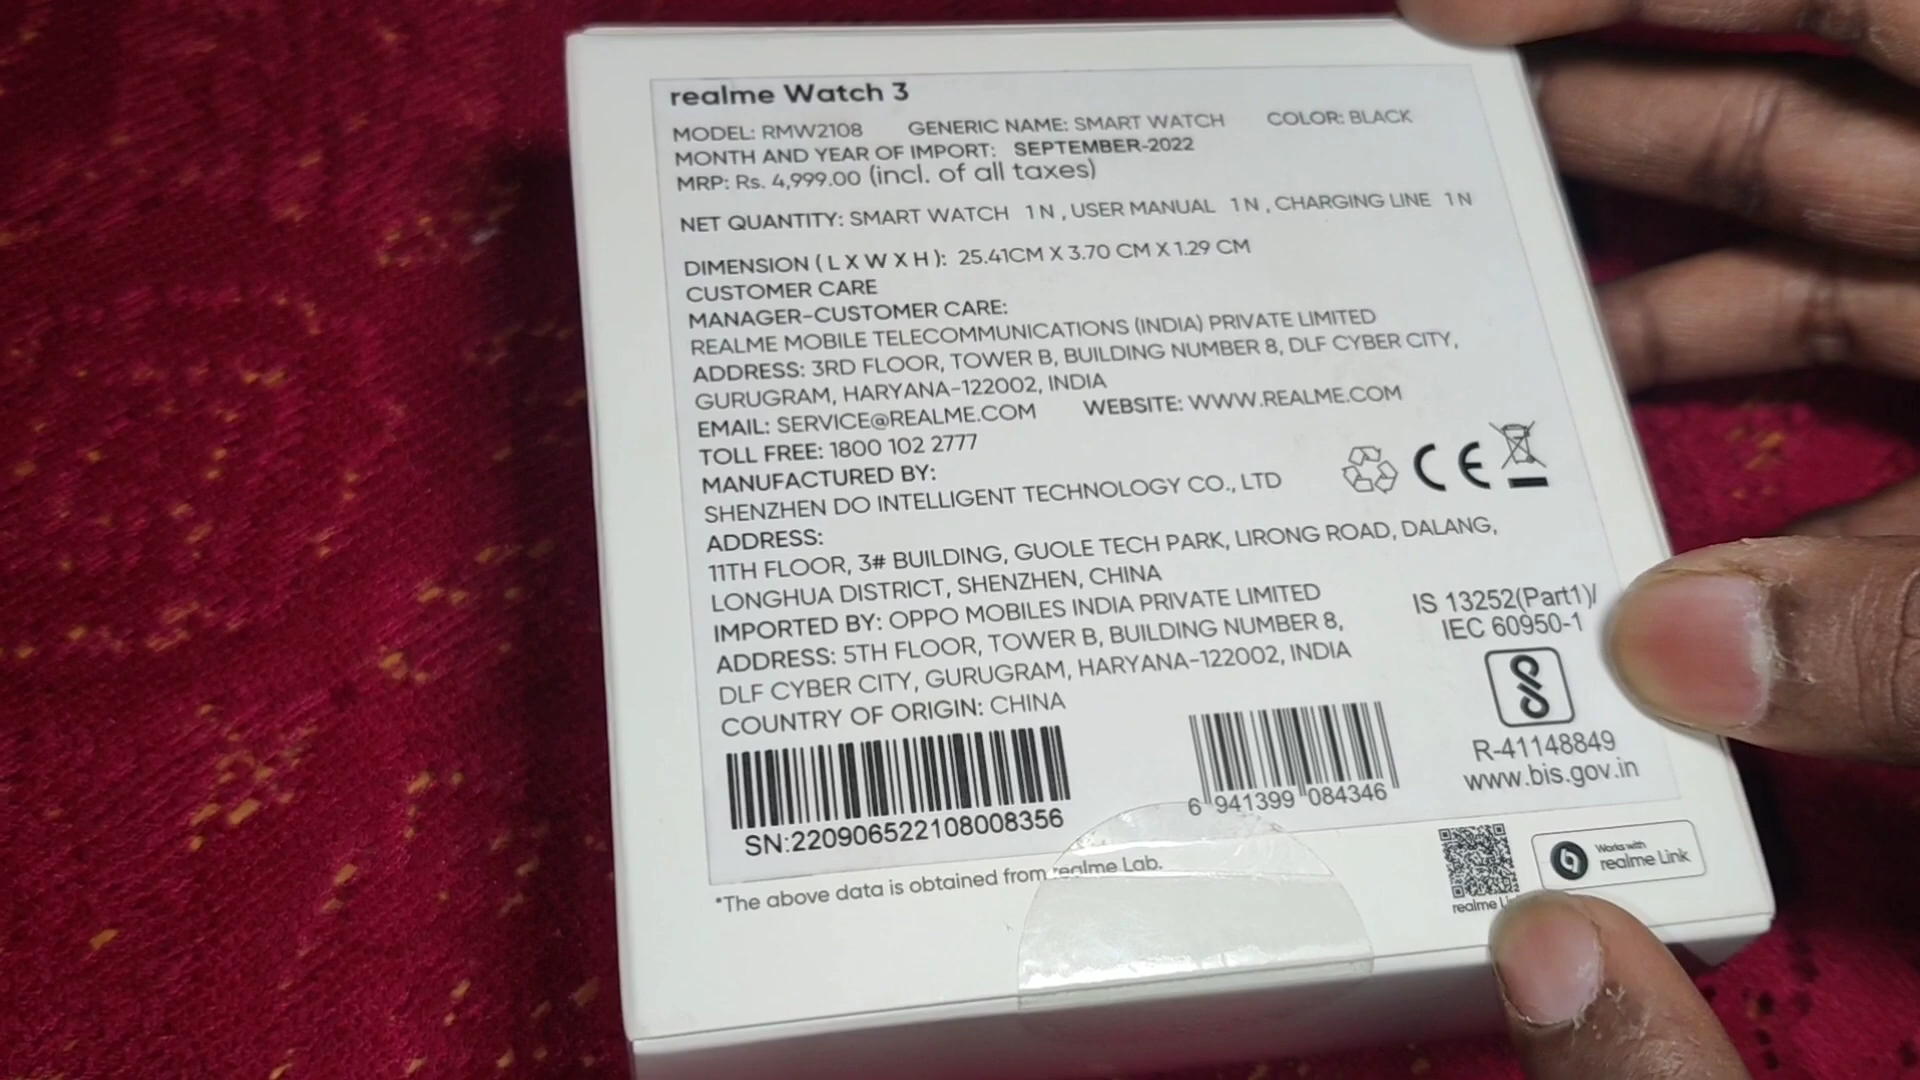 realme Watch 3
MODEL: RMW2108 GENERIC NAME: SMART WATCH COLOR: BLACK
MONTH AND YEAR OF IMPORT: SEPTEMBER-2022
MRP: Rs. 4,999.00 (incl. of all taxes)
NET QUANTITY: SMART WATCH 1 N , USER MANUAL 1 N , CHARGING LINE 1 N
DIMENSION ( L X W X H ): 25.41CM X 3.70 CM X 1.29 CM
CUSTOMER CARE
MANAGER-CUSTOMER CARE:
REALME MOBILE TELECOMMUNICATIONS (INDIA) PRIVATE LIMITED
ADDRESS: 3RD FLOOR, TOWER B, BUILDING NUMBER 8, DLF CYBER CITY,
GURUGRAM, HARYANA-122002, INDIA
EMAIL: SERVICE@REALME.COM WEBSITE: WWW.REALME.COM
TOLL FREE: 1800 102 2777
MANUFACTURED BY:
SHENZHEN DO INTELLIGENT TECHNOLOGY CO., LTD
CE
ADDRESS:
11TH FLOOR, 3# BUILDING, GUOLE TECH PARK, LIRONG ROAD, DALANG,
LONGHUA DISTRICT, SHENZHEN, CHINA
IMPORTED BY: OPPO MOBILES INDIA PRIVATE LIMITED
ADDRESS: 5TH FLOOR, TOWER B, BUILDING NUMBER 8,
DLF CYBER CITY, GURUGRAM, HARYANA-122002, INDIA
COUNTRY OF ORIGIN: CHINA
IS 13252(Part1)/
IEC 60950-1
R-41148849
www.bis.gov.in
SN:220906522108008356
6 941399 084346
*The above data is obtained from realme Lab.
realme
Works with
realme Link